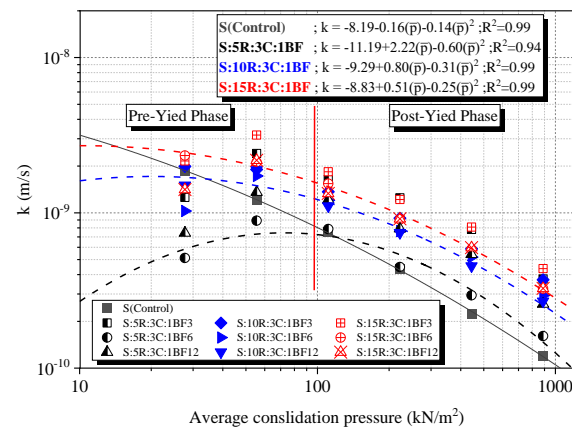 S(Control) ; k = -8.19-0.16(p̅)-0.14(p̅)² ;R²=0.99
S:5R:3C:1BF ; k = -11.19+2.22(p̅)-0.60(p̅)² ;R²=0.94
S:10R:3C:1BF ; k = -9.29+0.80(p̅)-0.31(p̅)² ;R²=0.99
S:15R:3C:1BF ; k = -8.83+0.51(p̅)-0.25(p̅)² ;R²=0.99
10⁻⁸
Pre-Yied Phase
Post-Yied Phase
k (m/s)
10⁻⁹
S(Control)
S:5R:3C:1BF3 S:10R:3C:1BF3 S:15R:3C:1BF3
S:5R:3C:1BF6 S:10R:3C:1BF6 S:15R:3C:1BF6
S:5R:3C:1BF12 S:10R:3C:1BF12 S:15R:3C:1BF12
10⁻¹⁰
10 100 1000
Average conslidation pressure (kN/m²)